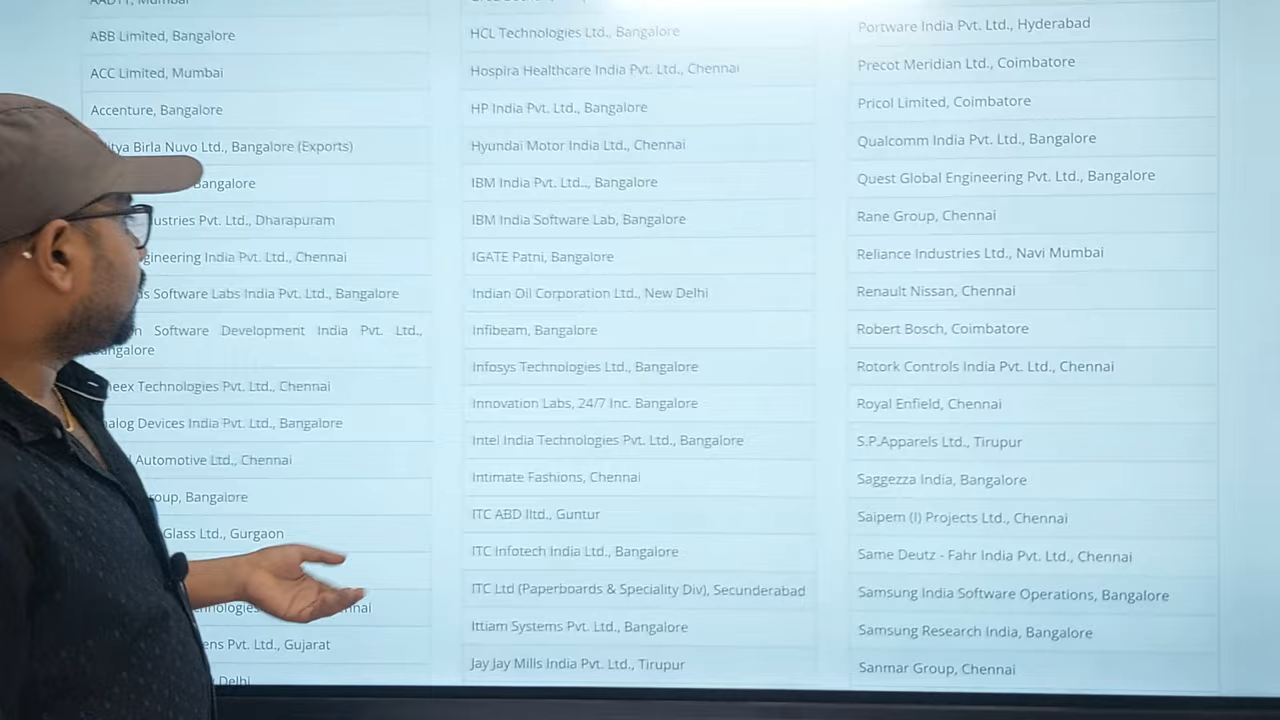 ABB Limited, Bangalore
ACC Limited, Mumbai
Accenture, Bangalore
Birla Nuvo Ltd., Bangalore (Exports)
Bangalore
Pvt. Ltd., Dharapuram
India Pvt. Ltd., Chennai
Software Labs India Pvt. Ltd., Bangalore
Software Development India Pvt. Ltd.,
Technologies Pvt. Ltd., Chennai
Devices India Pvt. Ltd., Bangalore
Automotive Ltd., Chennai
Bangalore
Glass Ltd., Gurgaon
Pvt. Ltd., Gujarat
Delhi
HCL Technologies Ltd., Bangalore
Hospira Healthcare India Pvt. Ltd., Chennai
HP India Pvt. Ltd., Bangalore
Hyundai Motor India Ltd., Chennai
IBM India Pvt. Ltd.., Bangalore
IBM India Software Lab, Bangalore
IGATE Patni, Bangalore
Indian Oil Corporation Ltd., New Delhi
Infibeam, Bangalore
Infosys Technologies Ltd., Bangalore
Innovation Labs, 24/7 Inc. Bangalore
Intel India Technologies Pvt. Ltd., Bangalore
Intimate Fashions, Chennai
ITC ABD ltd., Guntur
ITC Infotech India Ltd., Bangalore
ITC Ltd (Paperboards & Speciality Div), Secunderabad
Ittiam Systems Pvt. Ltd., Bangalore
Jay Jay Mills India Pvt. Ltd., Tirupur
Portware India Pvt. Ltd., Hyderabad
Precot Meridian Ltd., Coimbatore
Pricol Limited, Coimbatore
Qualcomm India Pvt. Ltd., Bangalore
Quest Global Engineering Pvt. Ltd., Bangalore
Rane Group, Chennai
Reliance Industries Ltd., Navi Mumbai
Renault Nissan, Chennai
Robert Bosch, Coimbatore
Rotork Controls India Pvt. Ltd., Chennai
Royal Enfield, Chennai
S.P.Apparels Ltd., Tirupur
Saggezza India, Bangalore
Saipem (I) Projects Ltd., Chennai
Same Deutz - Fahr India Pvt. Ltd., Chennai
Samsung India Software Operations, Bangalore
Samsung Research India, Bangalore
Sanmar Group, Chennai